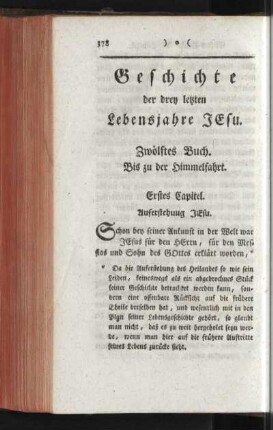 178 ) o (
Geschichte
der drey letzten
Lebensjahre JEsu.
Zwölftes Buch.
Bis zu der Himmelfahrt.
Erstes Capitel.
Auferstehung JEsu.
Schon bey seiner Ankunft in der Welt war
JEsus für den HErrn, für den Mes-
sias und Sohn des GOttes erklärt worden, *
* Da die Auferstehung des Heilandes so wie sein
Leiden, keineswegs als ein abgebrochnes Stück
seiner Geschichte betrachtet werden kann, son-
dern eine offenbare Rücksicht auf die frühere
Theile derselben hat, und wesentlich mit in den
Plan seiner Lebensgeschichte gehört, so glaubt
man nicht, daß es zu weit hergeholet seyn wer-
de, wenn man hier auf die frühere Auftritte
seines Lebens zurücke sieht.